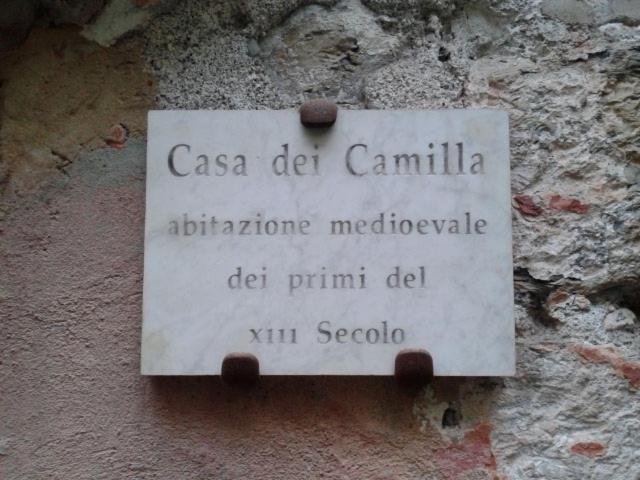 Casa dei Camilla
abitazione medioevale
dei primi del
XIII Secolo